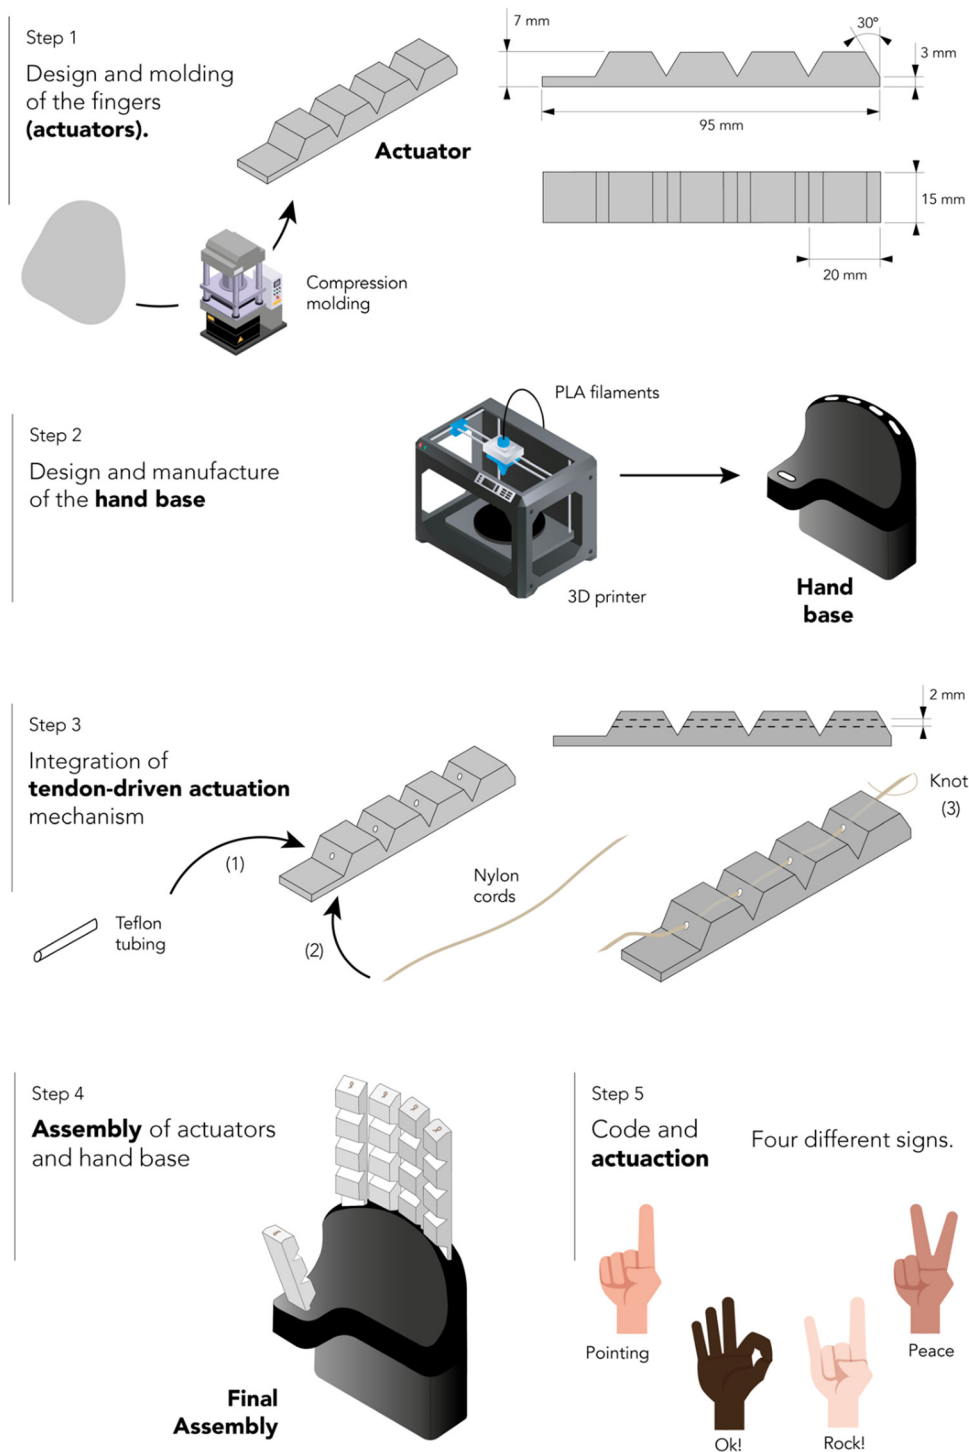 Step 1
Design and molding
of the fingers
(actuators).
Actuator
7 mm
30°
3 mm
95 mm
15 mm
20 mm
Compression
molding
Step 2
Design and manufacture
of the hand base
PLA filaments
3D printer
Hand
base
Step 3
Integration of
tendon-driven actuation
mechanism
(1)
Teflon
tubing
(2)
Nylon
cords
2 mm
Knot
(3)
Step 4
Assembly of actuators
and hand base
Final
Assembly
Step 5
Code and
actuaction
Four different signs.
Pointing
Ok!
Rock!
Peace